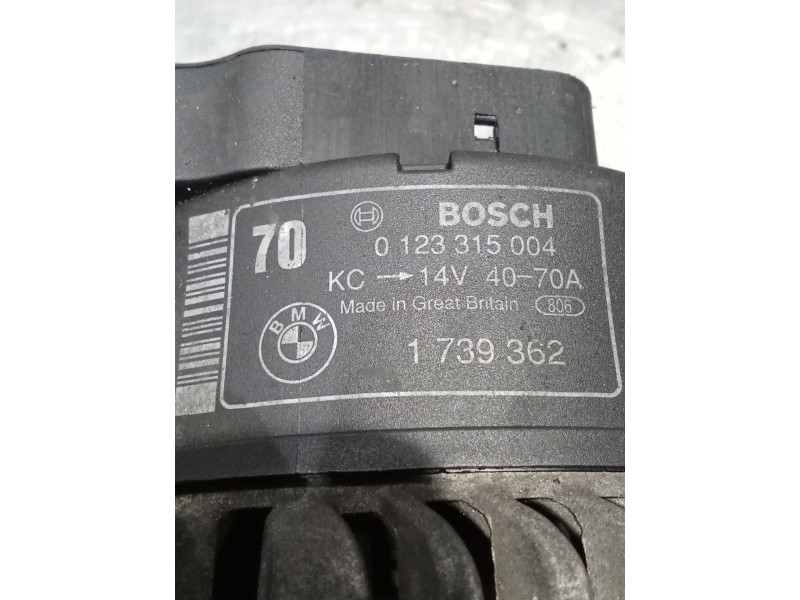 70
BOSCH
0 123 315 004
KC → 14V 40-70A
Made in Great Britain 806
BMW
1 739 362